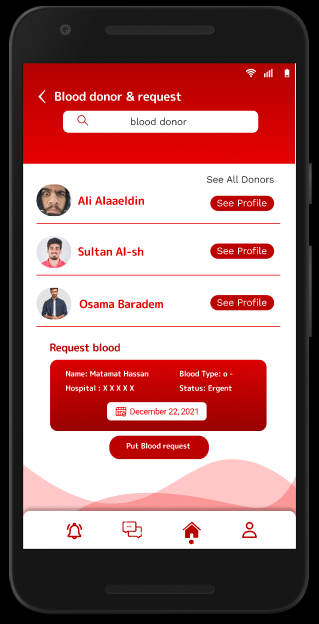 Blood donor & request
blood donor
See All Donors
Ali Alaaeldin
See Profile
Sultan Al-sh
See Profile
Osama Baradem
See Profile
Request blood
Name: Matamat Hassan
Blood Type: o -
Hospital : X X X X X
Status: Ergent
December 22, 2021
Put Blood request